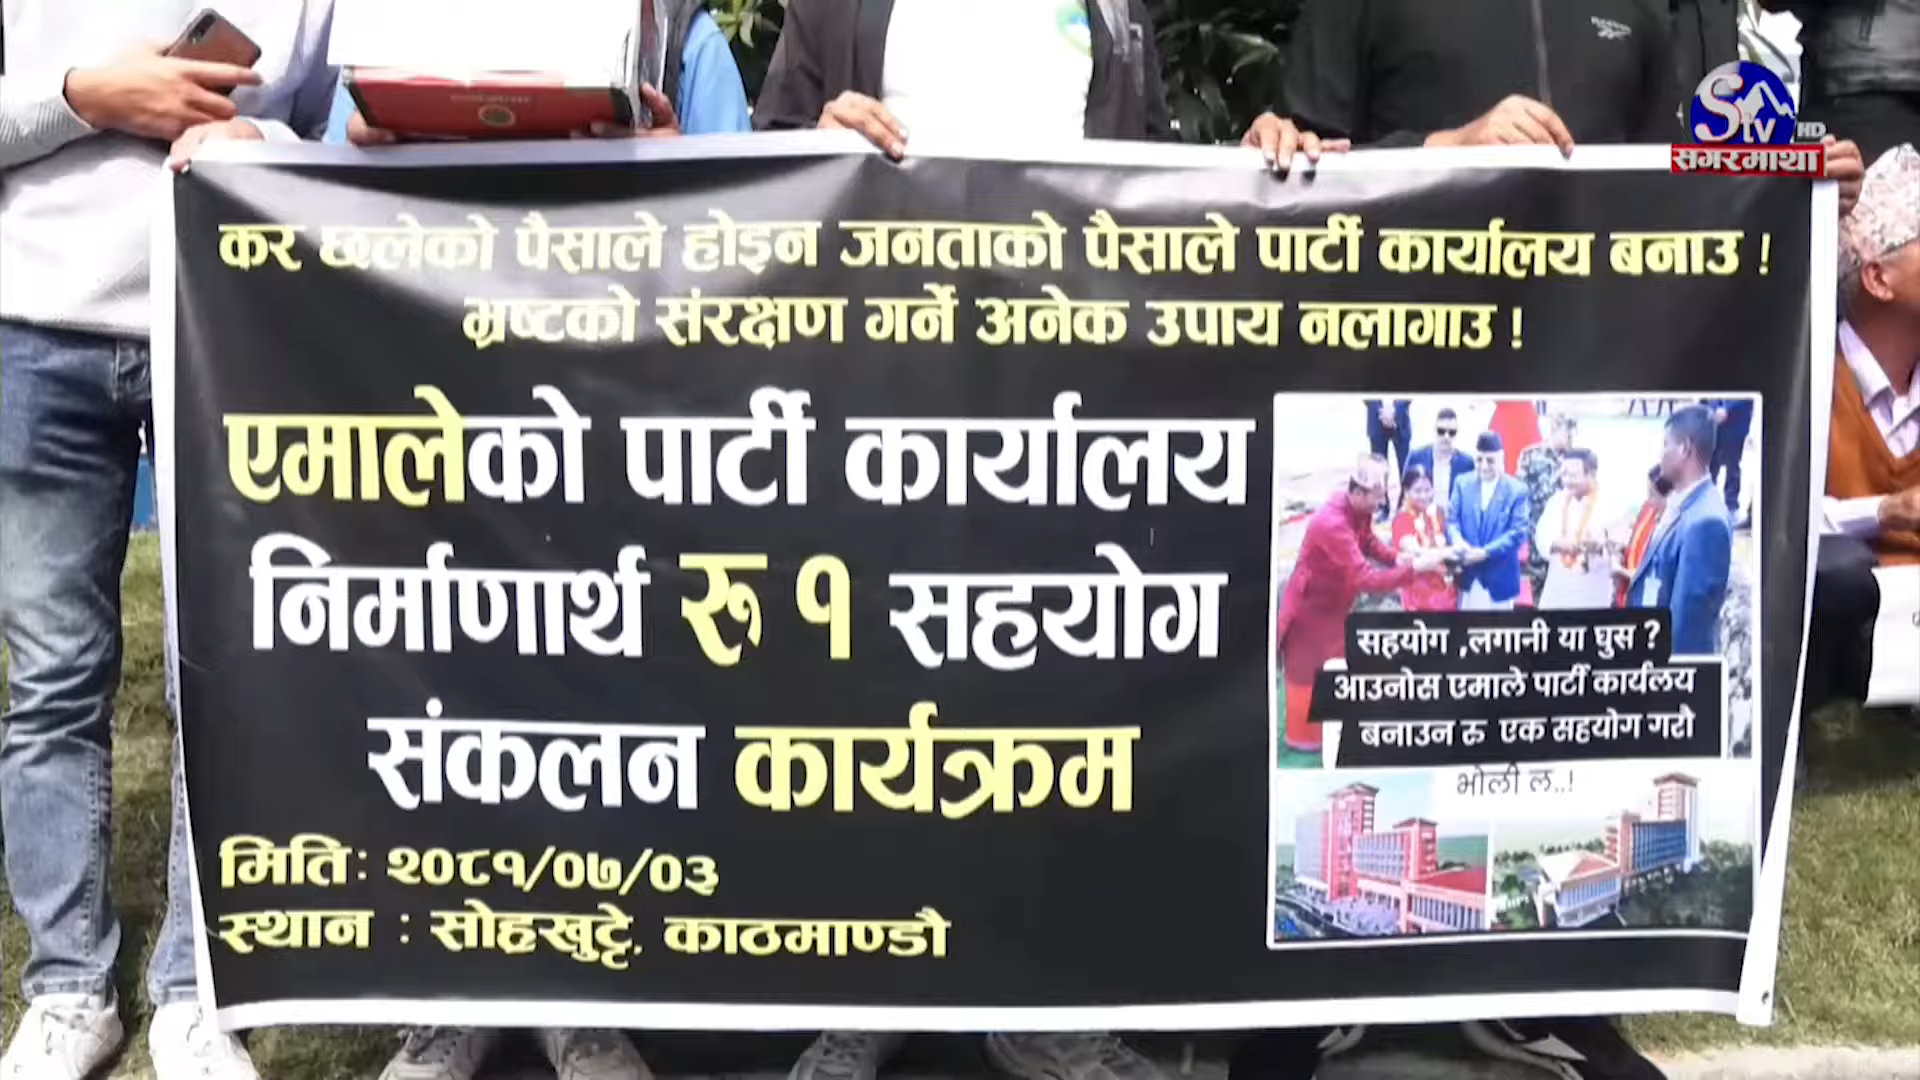 STV HD
सगरमाथा
कर छलेको पैसाले होइन जनताको पैसाले पार्टी कार्यालय बनाउ !
भ्रष्टको संरक्षण गर्ने अनेक उपाय नलागाउ !
एमालेको पार्टी कार्यालय
निर्माणार्थ रु १ सहयोग
संकलन कार्यक्रम
मितिः २०८१/०७/०३
स्थान : सोह्रखुट्टे, काठमाण्डौ
सहयोग ,लगानी या घुस ?
आउनोस एमाले पार्टी कार्यलय
बनाउन रु एक सहयोग गरौ
भोली ल..!